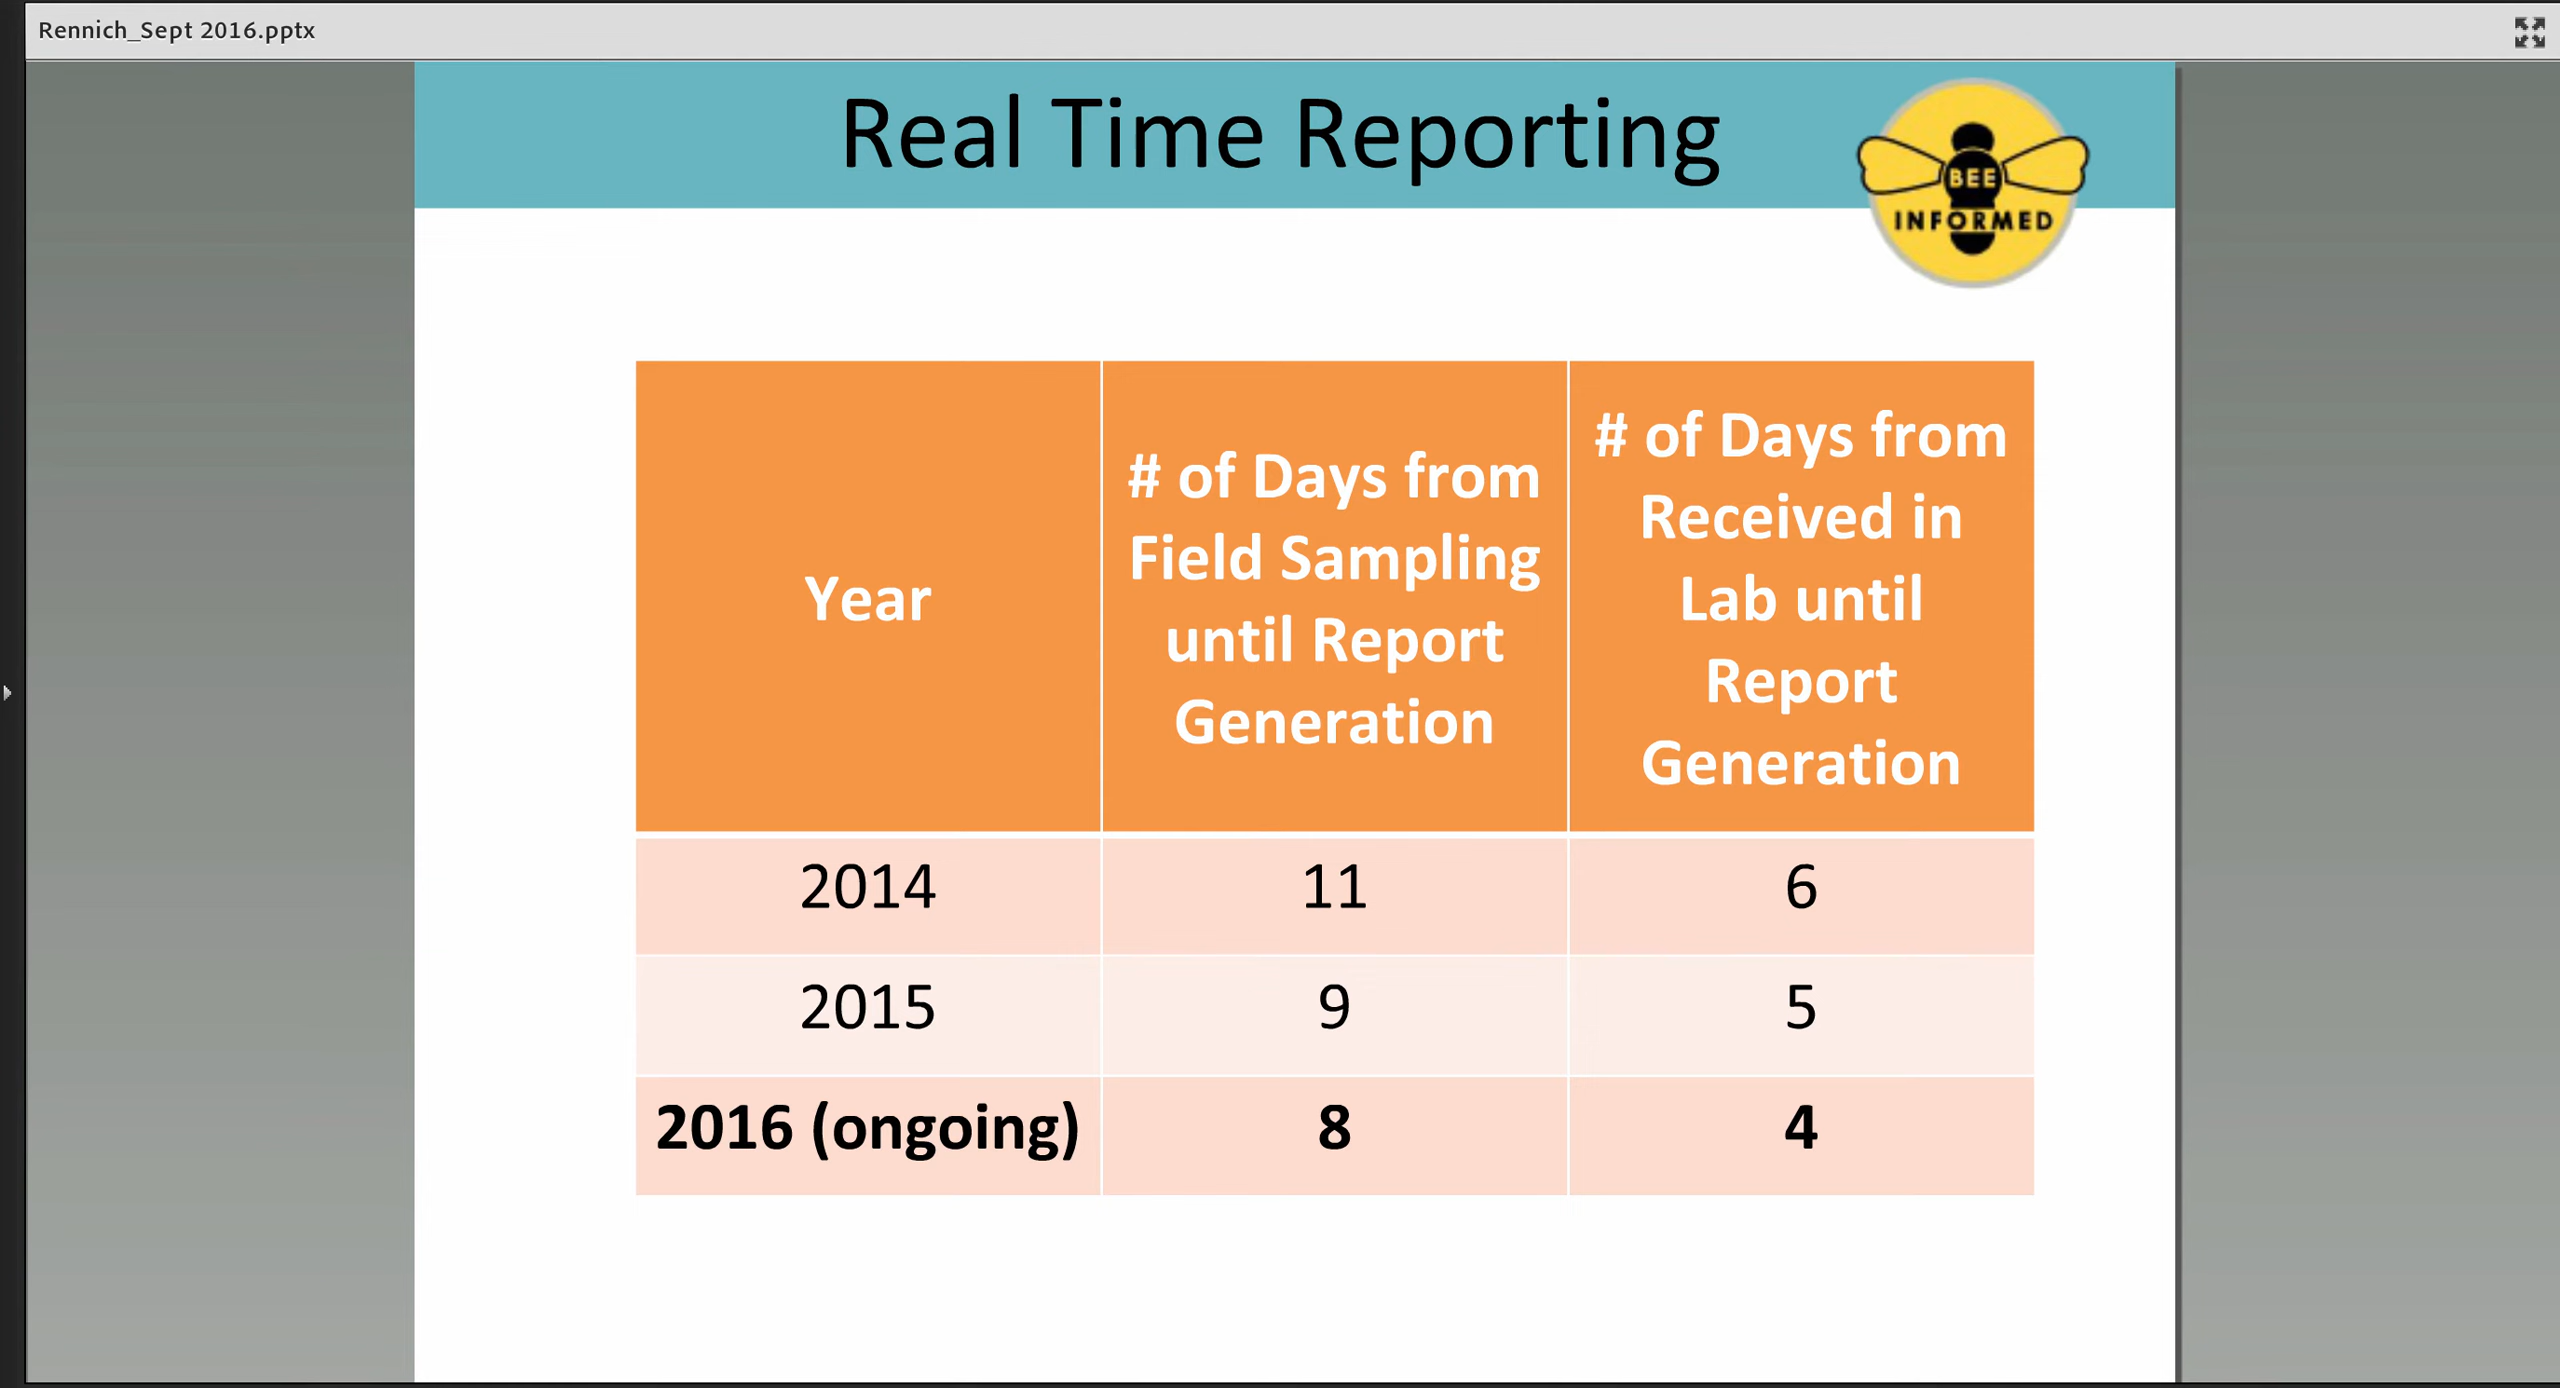 Rennich_Sept 2016.pptx
Real Time Reporting
BEE
INFORMED
Year
# of Days from
Field Sampling
until Report
Generation
# of Days from
Received in
Lab until
Report
Generation
2014 11 6
2015 9 5
2016 (ongoing) 8 4